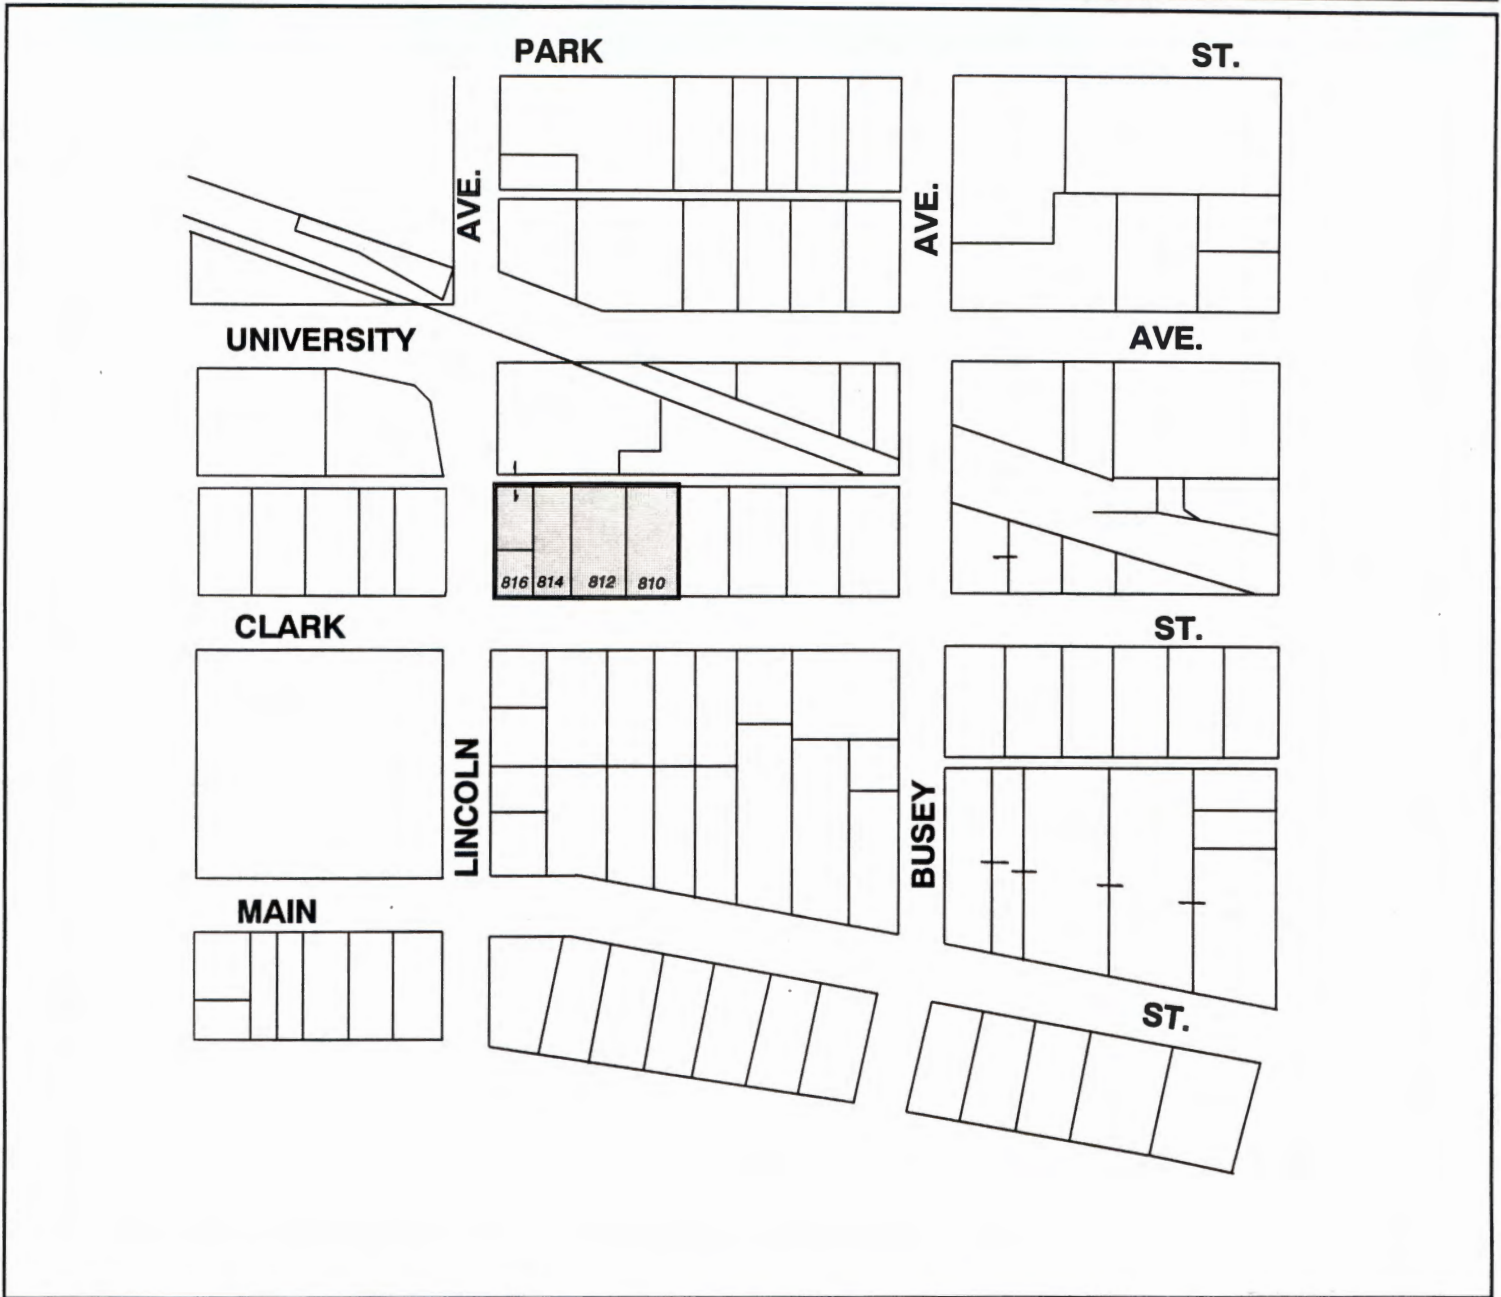 PARK ST.
AVE.
AVE.
UNIVERSITY AVE.
816 814 812 810
CLARK ST.
LINCOLN
BUSEY
MAIN
ST.